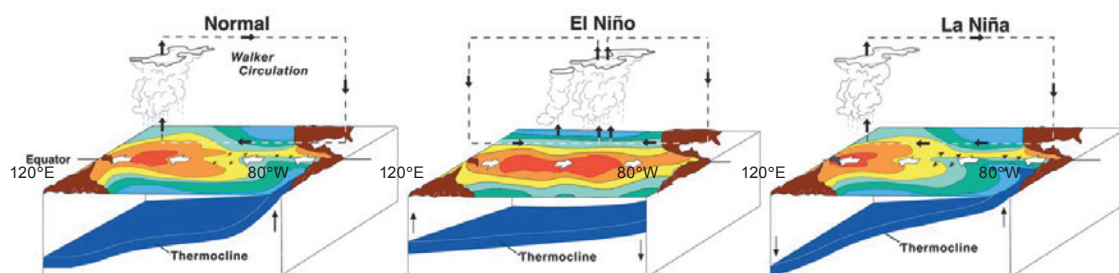 Normal
Walker
Circulation
Equator
120°E
80°W
Thermocline
El Niño
120°E
80°W
Thermocline
La Niña
120°E
80°W
Thermocline